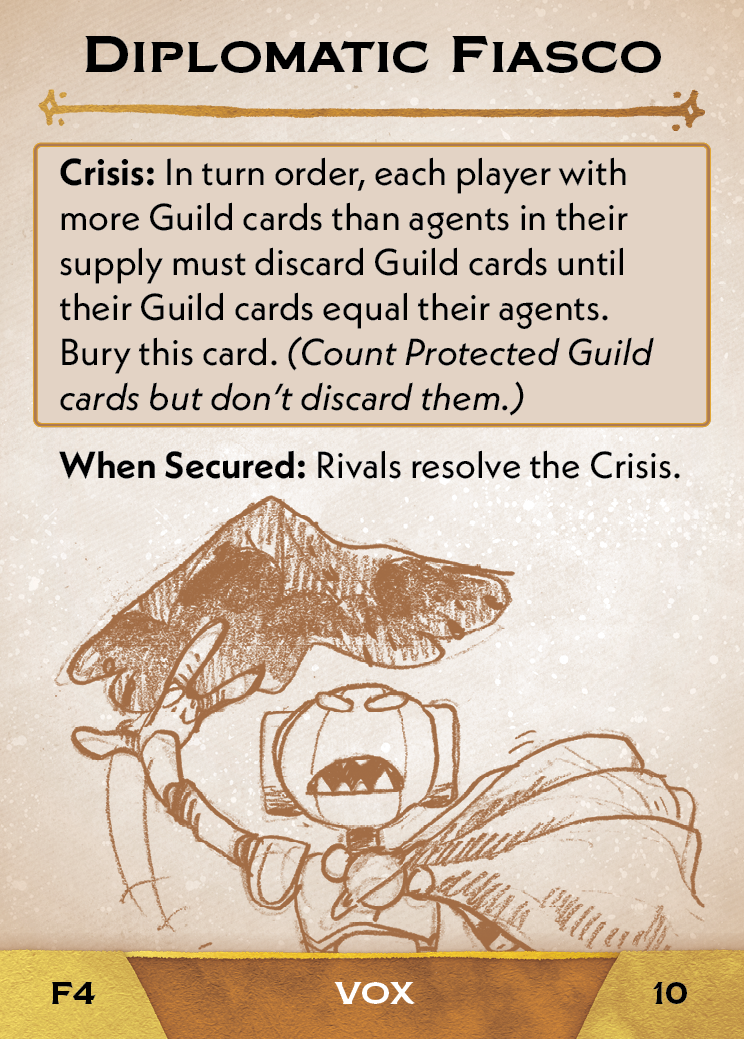 Diplomatic Fiasco
Crisis: In turn order, each player with
more Guild cards than agents in their
supply must discard Guild cards until
their Guild cards equal their agents.
Bury this card. (Count Protected Guild
cards but don't discard them.)
When Secured: Rivals resolve the Crisis.
F4 VOX 10